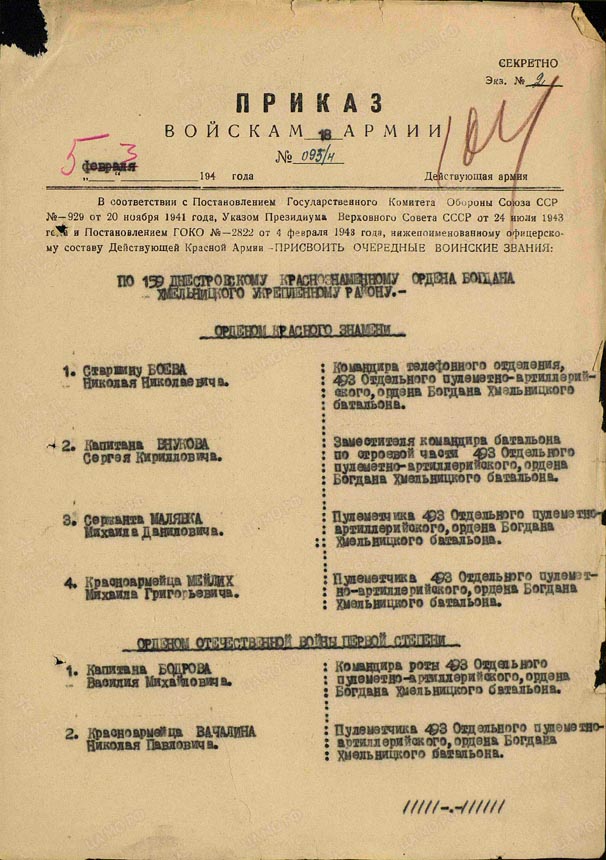 СЕКРЕТНО
Экз. № 2
ПРИКАЗ
ВОЙСКАМ 18 АРМИИ
№ 095/н
104
5 3
февраля
„ “ 194 года Действующая армия
В соответствии с Постановлением Государственного Комитета Обороны Союза ССР
№—929 от 20 ноября 1941 года, Указом Президиума Верховного Совета СССР от 24 июля 1943
года и Постановлением ГОКО №—2822 от 4 февраля 1943 года, нижепоименованному офицерско-
му составу Действующей Красной Армии -ПРИСВОИТЬ ОЧЕРЕДНЫЕ ВОИНСКИЕ ЗВАНИЯ:
ПО 159 ДНЕСТРОВСКОМУ КРАСНОЗНАМЕННОМУ ОРДЕНА БОГДАНА
ХМЕЛЬНИЦКОГО УКРЕПЛЕННОМУ РАЙОНУ.-
ОРДЕНОМ КРАСНОГО ЗНАМЕНИ
1. Старшину БОЕВА : Командира телефонного отделения,
Николая Николаевича. : 493 Отдельного пулеметно-артиллерий-
: ского, ордена Богдана Хмельницкого
: батальона.
2. Капитана ВНУКОВА : Заместителя командира батальона
Сергея Кирилловича. : по строевой части 493 Отдельного
: пулеметно-артиллерийского, ордена
: Богдана Хмельницкого батальона.
3. Сержанта МАЛЯВКА : Пулеметчика 493 Отдельного пулеметно-
Михаила Даниловича. : артиллерийского, ордена Богдана
: Хмельницкого батальона.
4. Красноармейца МЕЙЛИХ : Пулеметчика 493 Отдельного пулемет-
Михаила Григорьевича. : но-артиллерийского, ордена Богдана
: Хмельницкого батальона.
ОРДЕНОМ ОТЕЧЕСТВЕННОЙ ВОЙНЫ ПЕРВОЙ СТЕПЕНИ
1. Капитана БОДРОВА : Командира роты 493 Отдельного
Василия Михайловича. : пулеметно-артиллерийского, ордена
: Богдана Хмельницкого батальона.
2. Красноармейца ВАЧАЛИНА : Пулеметчика 493 Отдельного пулеметно-
Николая Павловича. : артиллерийского, ордена Богдана
: Хмельницкого батальона.
/////-.-//////